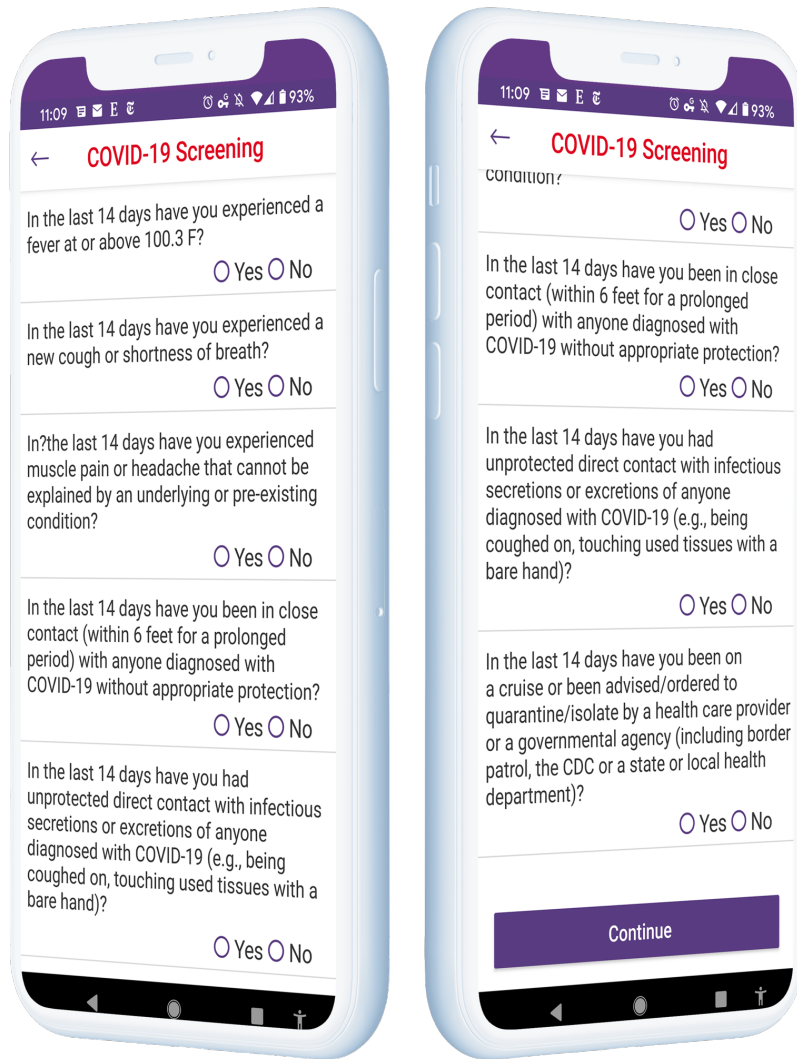 11:09
E
93%
COVID-19 Screening
In the last 14 days have you experienced a
fever at or above 100.3 F?
Yes No
In the last 14 days have you experienced a
new cough or shortness of breath?
Yes No
In?the last 14 days have you experienced
muscle pain or headache that cannot be
explained by an underlying or pre-existing
condition?
Yes No
In the last 14 days have you been in close
contact (within 6 feet for a prolonged
period) with anyone diagnosed with
COVID-19 without appropriate protection?
Yes No
In the last 14 days have you had
unprotected direct contact with infectious
secretions or excretions of anyone
diagnosed with COVID-19 (e.g., being
coughed on, touching used tissues with a
bare hand)?
Yes No
11:09
E
93%
COVID-19 Screening
condition?
Yes No
In the last 14 days have you been in close
contact (within 6 feet for a prolonged
period) with anyone diagnosed with
COVID-19 without appropriate protection?
Yes No
In the last 14 days have you had
unprotected direct contact with infectious
secretions or excretions of anyone
diagnosed with COVID-19 (e.g., being
coughed on, touching used tissues with a
bare hand)?
Yes No
In the last 14 days have you been on
a cruise or been advised/ordered to
quarantine/isolate by a health care provider
or a governmental agency (including border
patrol, the CDC or a state or local health
department)?
Yes No
Continue